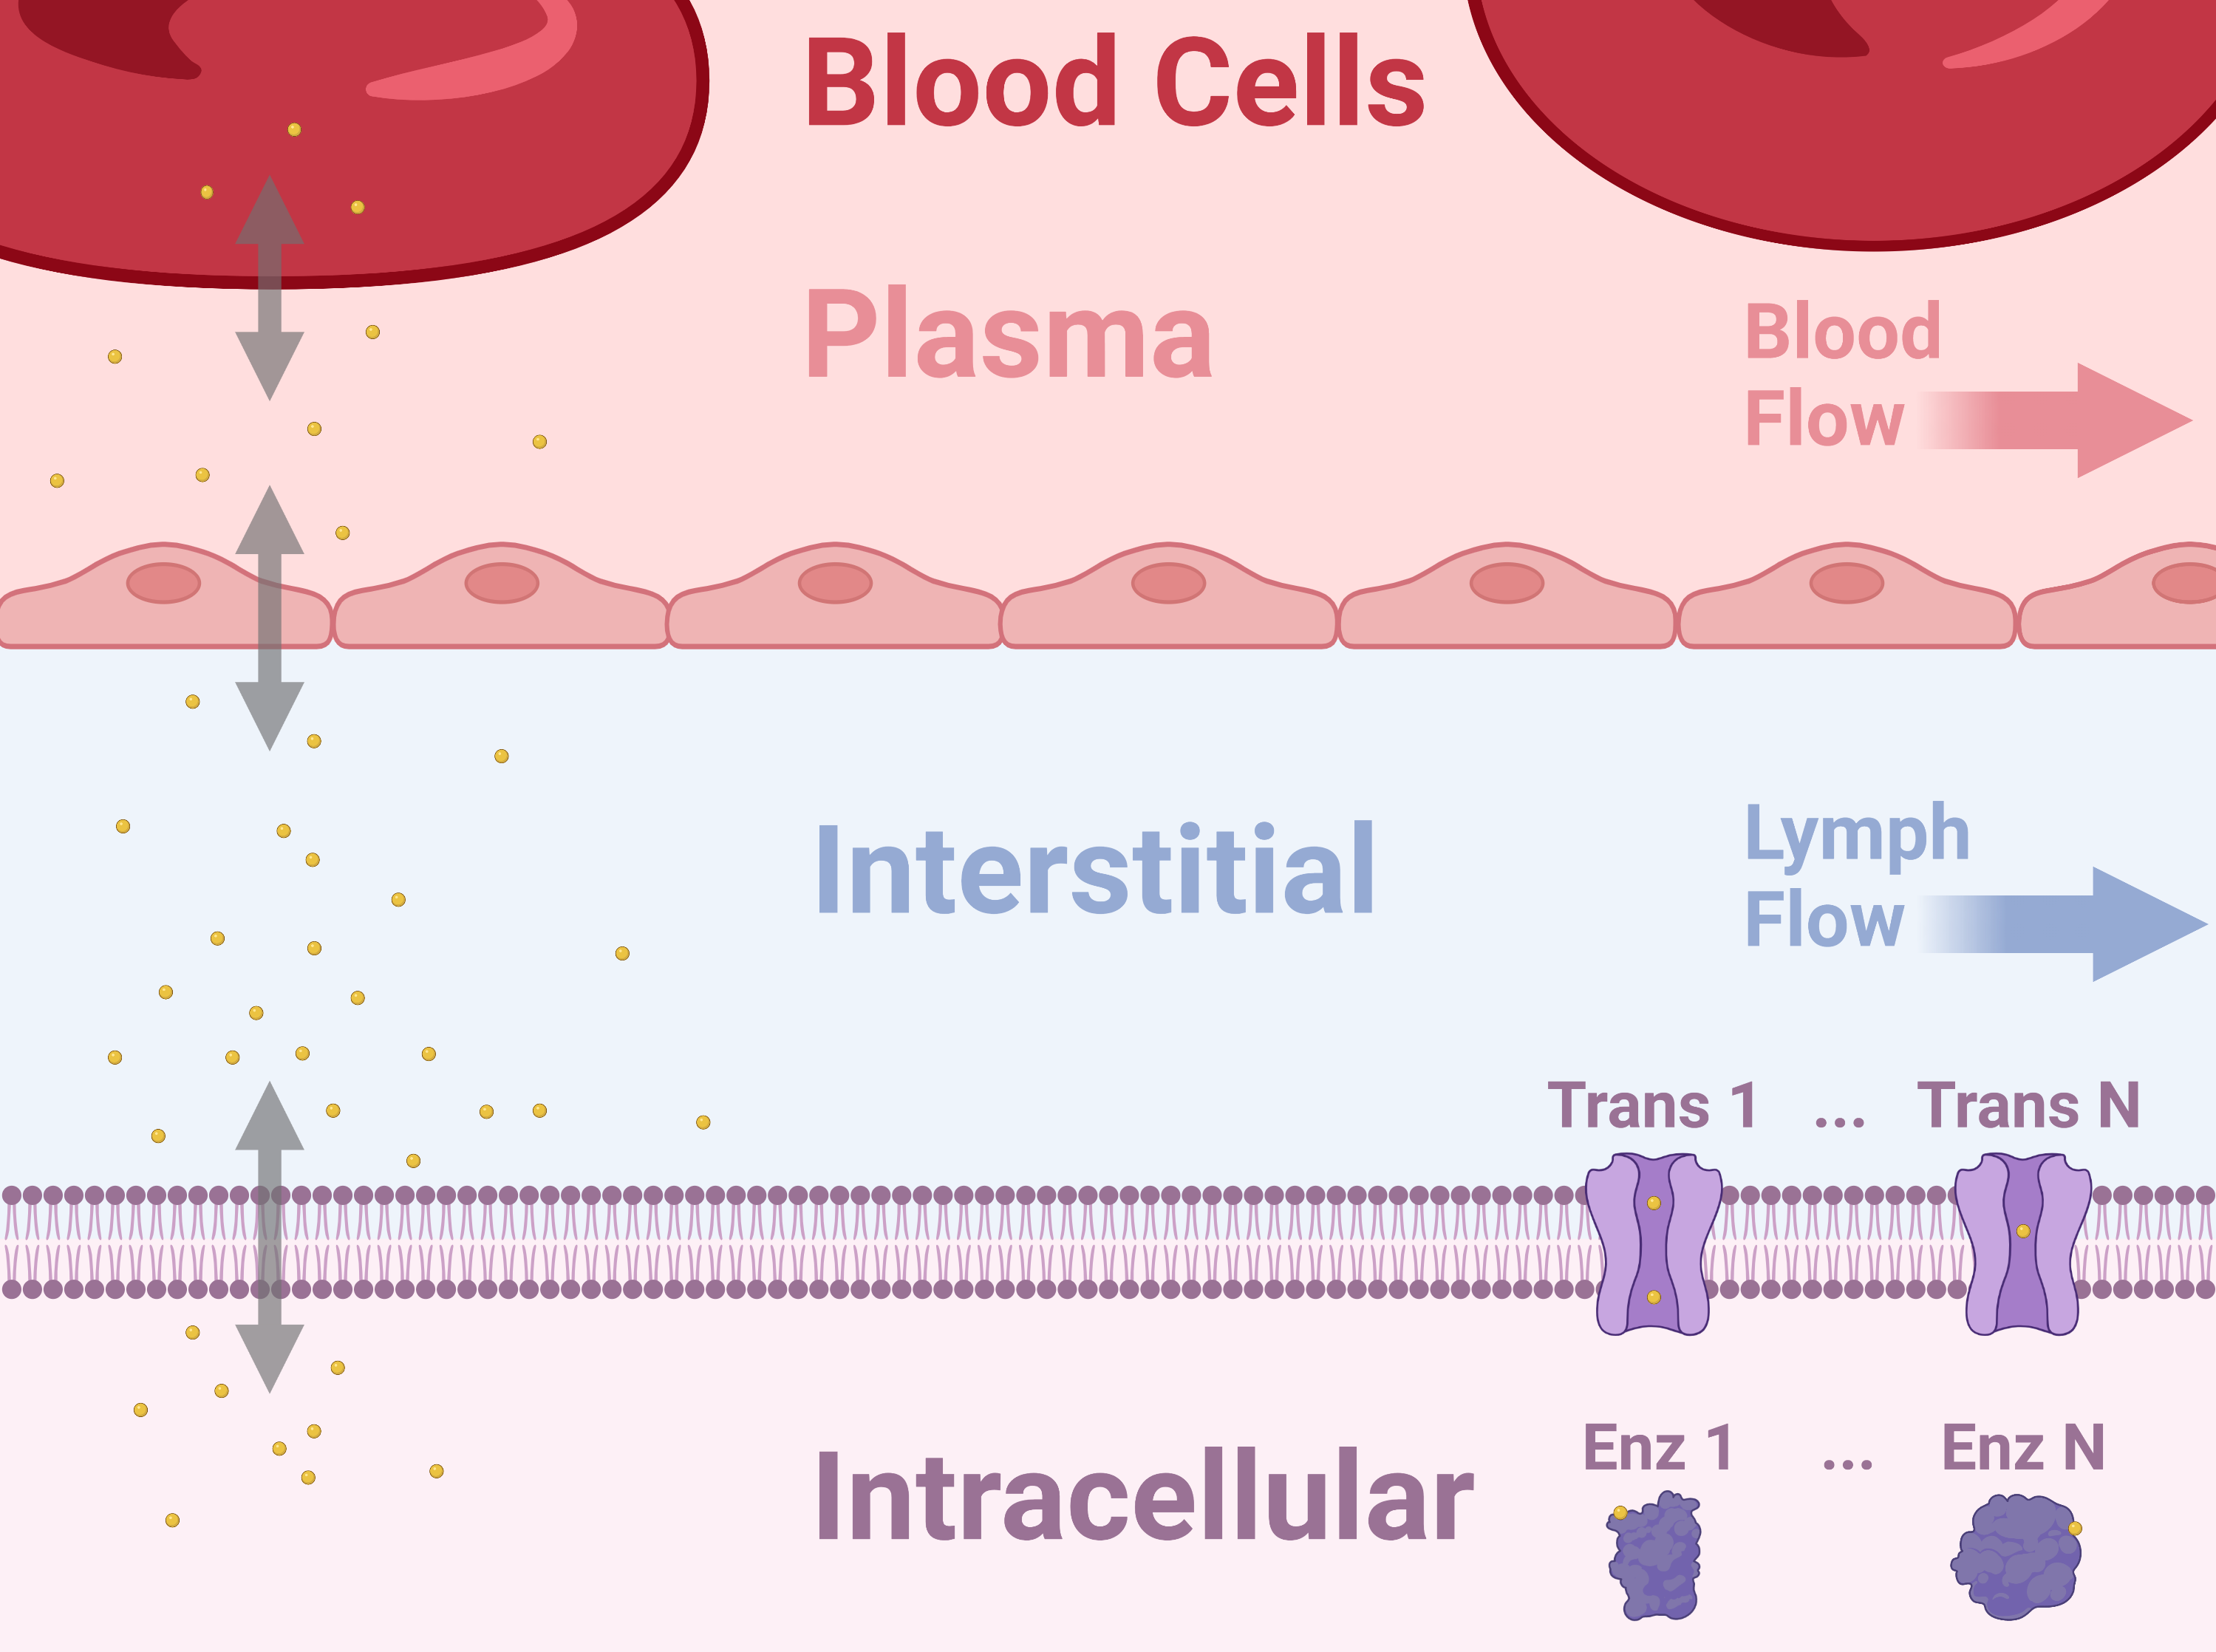 Blood Cells
Plasma
Blood
Flow
Interstitial
Lymph
Flow
Trans 1 ... Trans N
Enz 1 ... Enz N
Intracellular